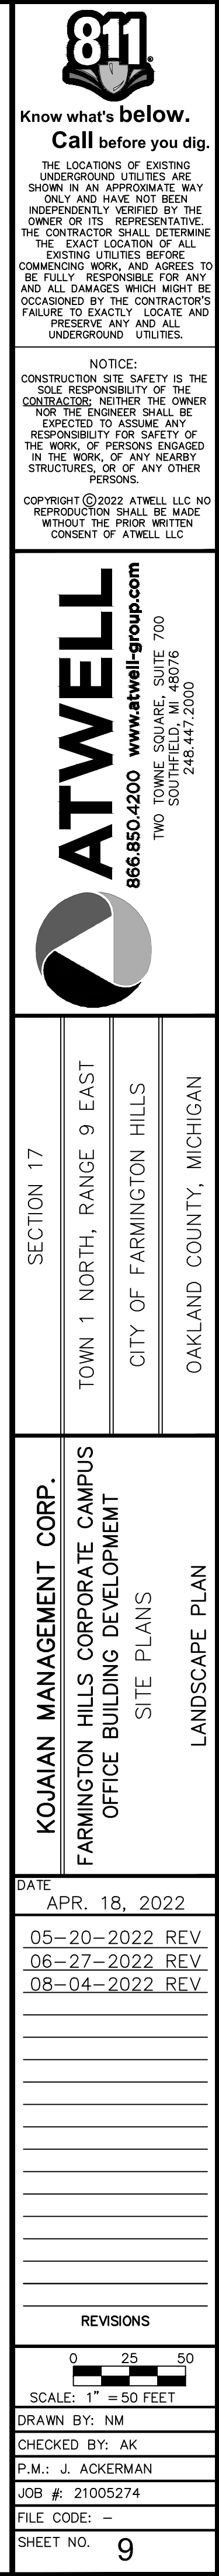 811.
Know what's below.
Call before you dig.
THE LOCATIONS OF EXISTING
UNDERGROUND UTILITIES ARE
SHOWN IN AN APPROXIMATE WAY
ONLY AND HAVE NOT BEEN
INDEPENDENTLY VERIFIED BY THE
OWNER OR ITS REPRESENTATIVE.
THE CONTRACTOR SHALL DETERMINE
THE EXACT LOCATION OF ALL
EXISTING UTILITIES BEFORE
COMMENCING WORK, AND AGREES TO
BE FULLY RESPONSIBLE FOR ANY
AND ALL DAMAGES WHICH MIGHT BE
OCCASIONED BY THE CONTRACTOR'S
FAILURE TO EXACTLY LOCATE AND
PRESERVE ANY AND ALL
UNDERGROUND UTILITIES.
NOTICE:
CONSTRUCTION SITE SAFETY IS THE
SOLE RESPONSIBILITY OF THE
CONTRACTOR; NEITHER THE OWNER
NOR THE ENGINEER SHALL BE
EXPECTED TO ASSUME ANY
RESPONSIBILITY FOR SAFETY OF
THE WORK, OF PERSONS ENGAGED
IN THE WORK, OF ANY NEARBY
STRUCTURES, OR OF ANY OTHER
PERSONS.
COPYRIGHT © 2022 ATWELL LLC NO
REPRODUCTION SHALL BE MADE
WITHOUT THE PRIOR WRITTEN
CONSENT OF ATWELL LLC
ATWELL
866.850.4200 www.atwell-group.com
TWO TOWNE SQUARE, SUITE 700
SOUTHFIELD, MI 48076
248.447.2000
SECTION 17
TOWN 1 NORTH, RANGE 9 EAST
CITY OF FARMINGTON HILLS
OAKLAND COUNTY, MICHIGAN
KOJAIAN MANAGEMENT CORP.
FARMINGTON HILLS CORPORATE CAMPUS
OFFICE BUILDING DEVELOPMEMT
SITE PLANS
LANDSCAPE PLAN
DATE
APR. 18, 2022
05-20-2022 REV
06-27-2022 REV
08-04-2022 REV
REVISIONS
0 25 50
SCALE: 1" = 50 FEET
DRAWN BY: NM
CHECKED BY: AK
P.M.: J. ACKERMAN
JOB #: 21005274
FILE CODE: -
SHEET NO. 9